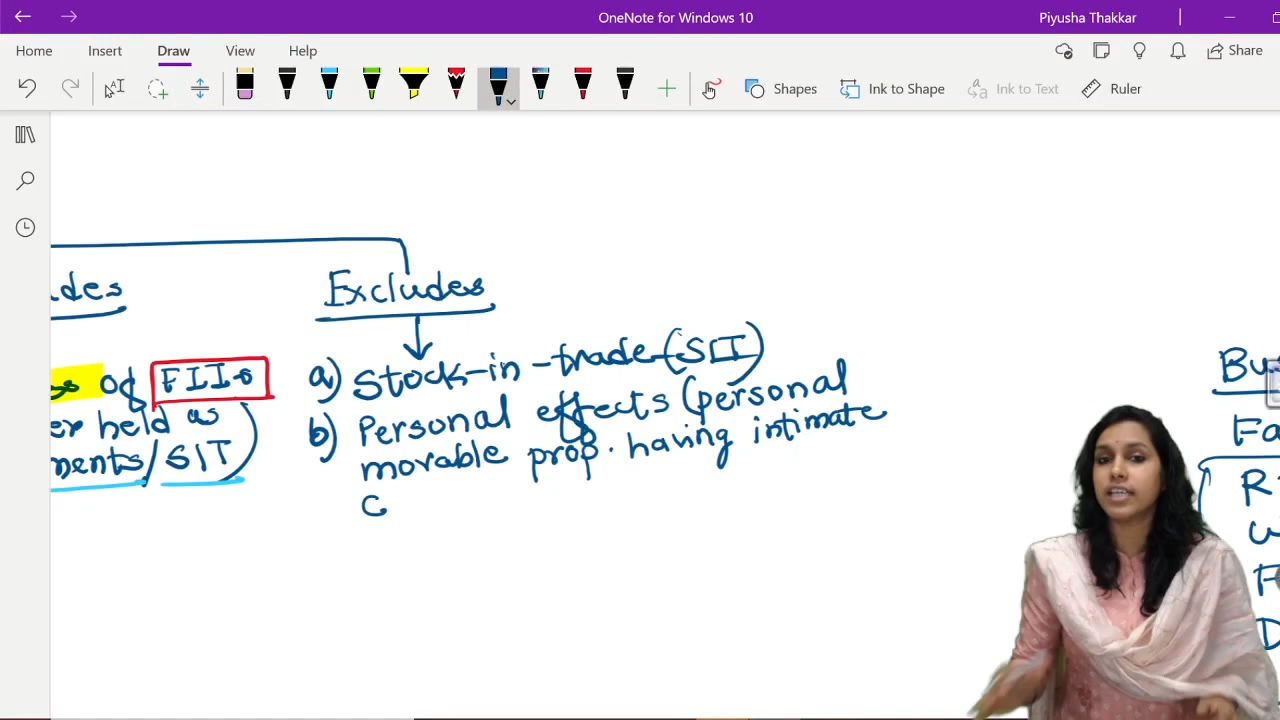 OneNote for Windows 10
Piyusha Thakkar
Home Insert Draw View Help
Share
Shapes
Ink to Shape
Ink to Text
Ruler
Excludes
of FIIs
held as
SIT)
a) Stock-in-trade (SIT)
b) Personal effects (personal
movable prop. having intimate
C